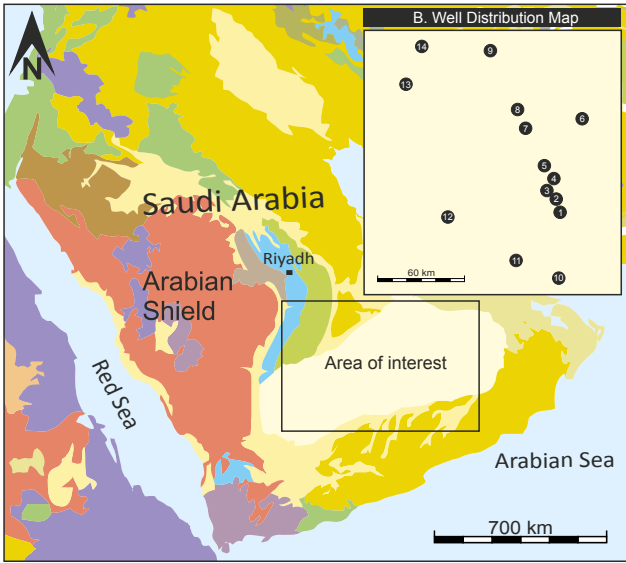 N
B. Well Distribution Map
14
9
13
8
7
6
5
4
3
2
1
12
11
10
60 km
Saudi Arabia
Riyadh
Arabian
Shield
Area of interest
Red Sea
Arabian Sea
700 km